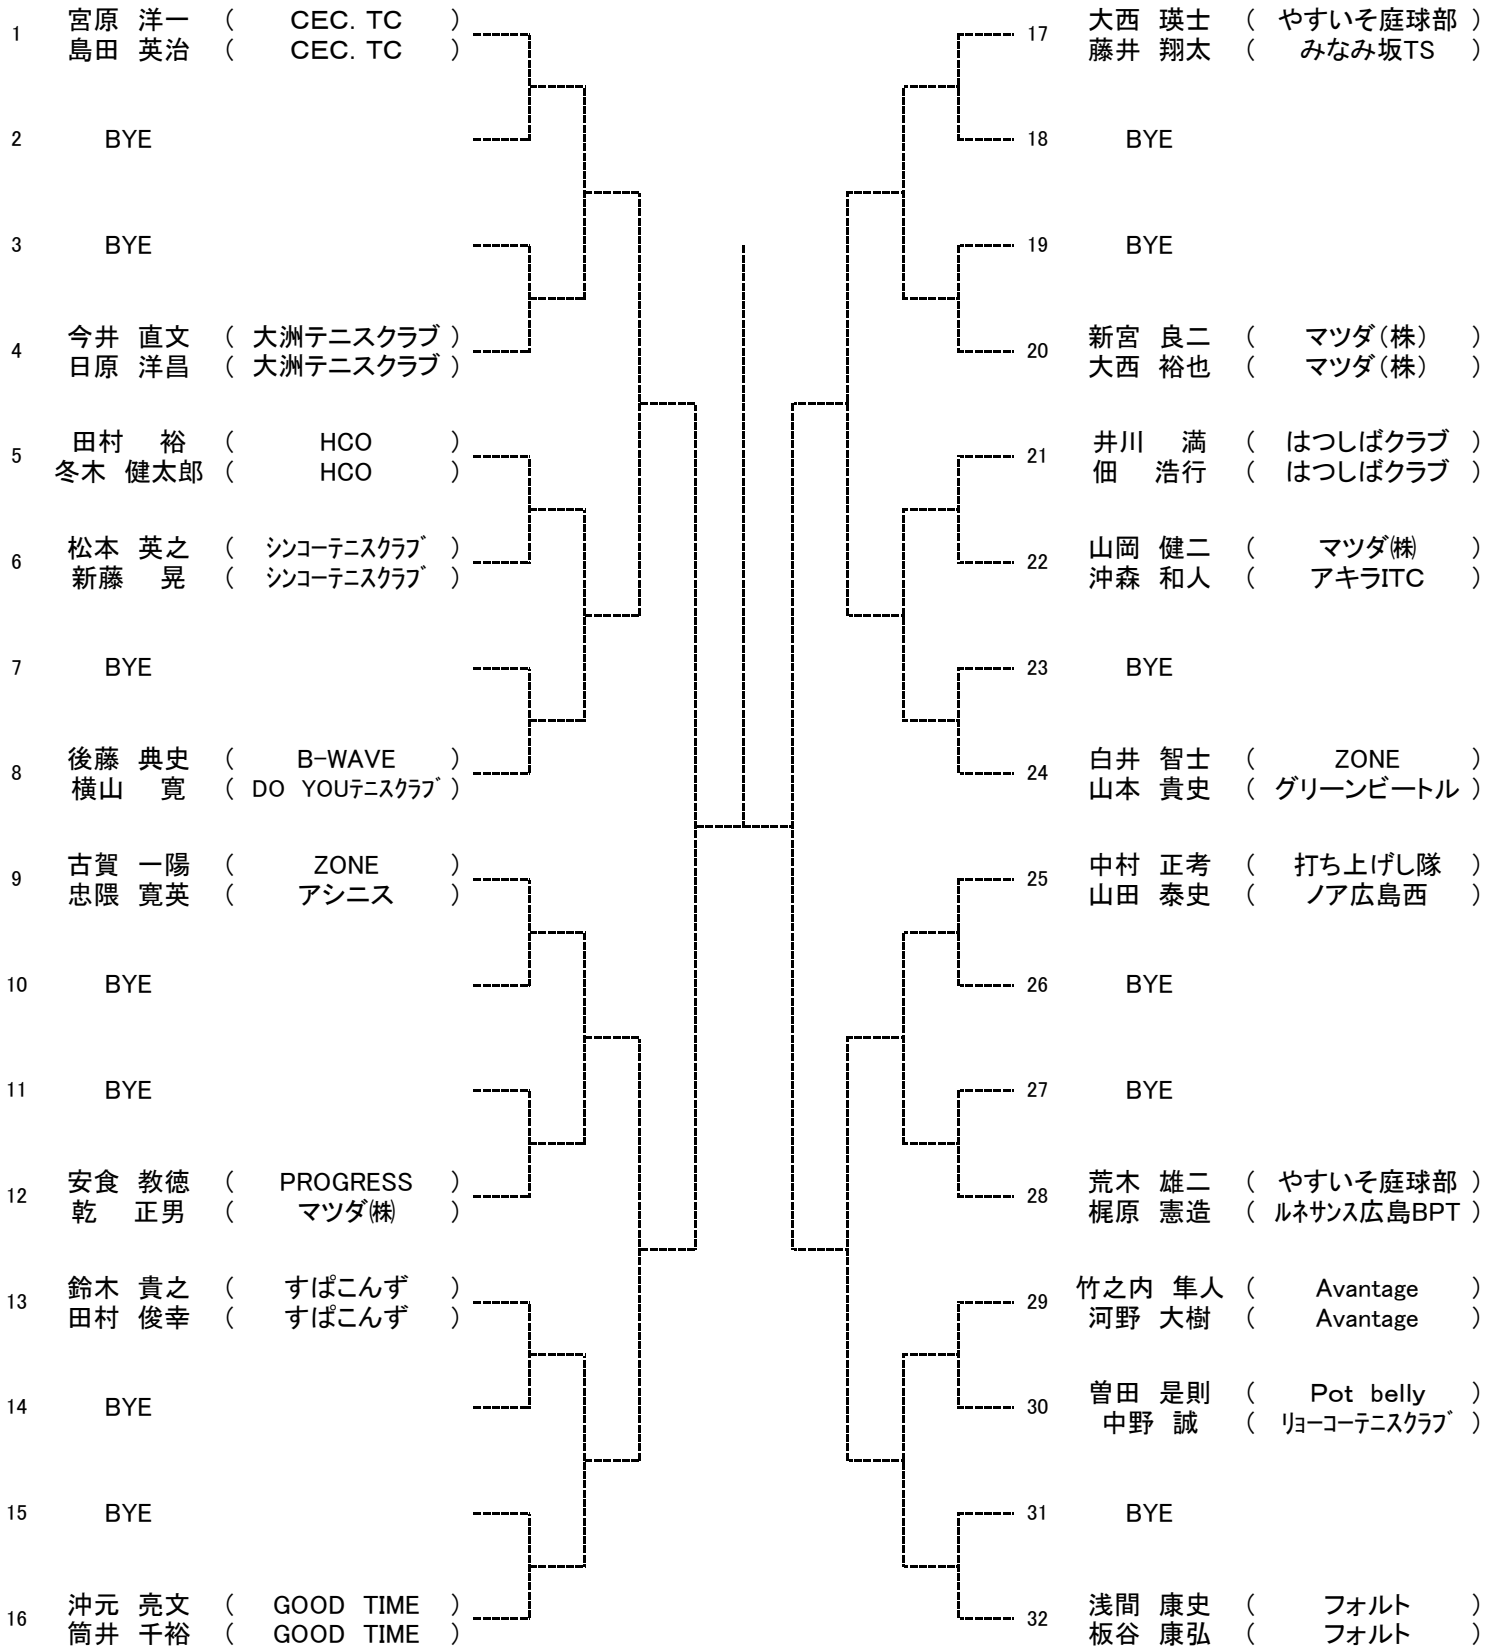 1 宮原 洋一 ( CEC. TC )
島田 英治 ( CEC. TC )
2 BYE
3 BYE
4 今井 直文 ( 大洲テニスクラブ )
日原 洋昌 ( 大洲テニスクラブ )
5 田村 裕 ( HCO )
冬木 健太郎 ( HCO )
6 松本 英之 ( ｼﾝｺｰﾃﾆｽｸﾗﾌﾞ )
新藤 晃 ( ｼﾝｺｰﾃﾆｽｸﾗﾌﾞ )
7 BYE
8 後藤 典史 ( B-WAVE )
横山 寛 ( DO YOUﾃﾆｽｸﾗﾌﾞ )
9 古賀 一陽 ( ZONE )
忠隈 寛英 ( アシニス )
10 BYE
11 BYE
12 安食 教徳 ( PROGRESS )
乾 正男 ( マツダ㈱ )
13 鈴木 貴之 ( すぱこんず )
田村 俊幸 ( すぱこんず )
14 BYE
15 BYE
16 沖元 亮文 ( GOOD TIME )
筒井 千裕 ( GOOD TIME )
17 大西 瑛士 ( やすいそ庭球部 )
藤井 翔太 ( みなみ坂TS )
18 BYE
19 BYE
20 新宮 良二 ( マツダ(株) )
大西 裕也 ( マツダ(株) )
21 井川 満 ( はつしばクラブ )
佃 浩行 ( はつしばクラブ )
22 山岡 健二 ( マツダ㈱ )
沖森 和人 ( アキラITC )
23 BYE
24 白井 智士 ( ZONE )
山本 貴史 ( グリーンビートル )
25 中村 正考 ( 打ち上げし隊 )
山田 泰史 ( ノア広島西 )
26 BYE
27 BYE
28 荒木 雄二 ( やすいそ庭球部 )
梶原 憲造 ( ﾙﾈｻﾝｽ広島BPT )
29 竹之内 隼人 ( Avantage )
河野 大樹 ( Avantage )
30 曽田 是則 ( Pot belly )
中野 誠 ( ﾘｮｰｺｰﾃﾆｽｸﾗﾌﾞ )
31 BYE
32 浅間 康史 ( フォルト )
板谷 康弘 ( フォルト )